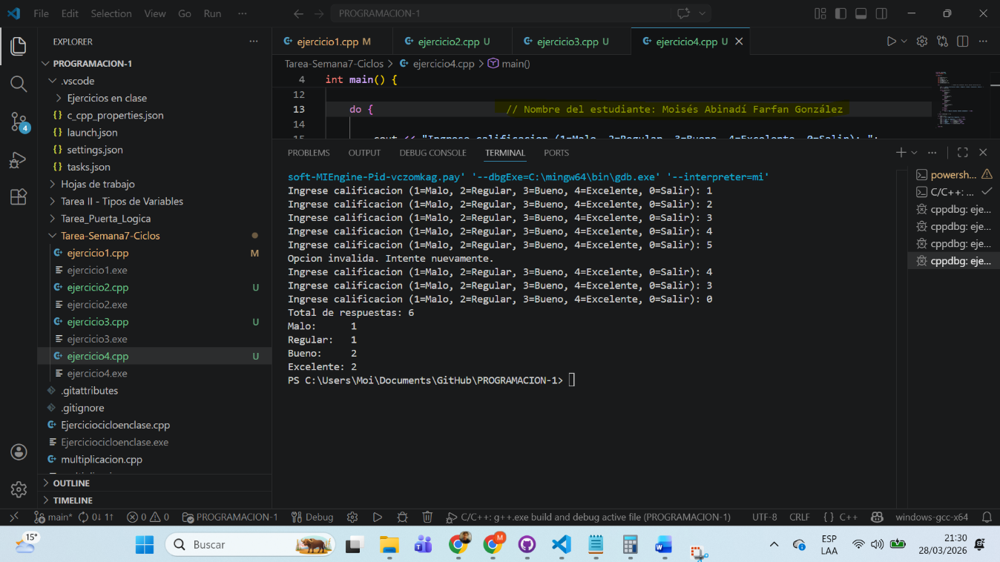 File Edit Selection View Go Run ··· PROGRAMACION-1
EXPLORER
PROGRAMACION-1
.vscode
Ejercicios en clase
c_cpp_properties.json
launch.json
settings.json
tasks.json
Hojas de trabajo
Tarea II - Tipos de Variables
Tarea_Puerta_Logica
Tarea-Semana7-Ciclos
ejercicio1.cpp M
ejercicio1.exe
ejercicio2.cpp U
ejercicio2.exe
ejercicio3.cpp U
ejercicio3.exe
ejercicio4.cpp U
ejercicio4.exe
.gitattributes
.gitignore
Ejerciciocicloenclase.cpp
Ejerciciocicloenclase.exe
multiplicacion.cpp
OUTLINE
TIMELINE
ejercicio1.cpp M ejercicio2.cpp U ejercicio3.cpp U ejercicio4.cpp U
Tarea-Semana7-Ciclos > ejercicio4.cpp > main()
4 int main() {
12
13 do { // Nombre del estudiante: Moisés Abinadí Farfan González
14
15 cout << "Ingrese calificacion (1=Malo, 2=Regular, 3=Bueno, 4=Excelente, 0=Salir): ";
PROBLEMS OUTPUT DEBUG CONSOLE TERMINAL PORTS
soft-MIEngine-Pid-vczomkag.pay' '--dbgExe=C:\mingw64\bin\gdb.exe' '--interpreter=mi'
Ingrese calificacion (1=Malo, 2=Regular, 3=Bueno, 4=Excelente, 0=Salir): 1
Ingrese calificacion (1=Malo, 2=Regular, 3=Bueno, 4=Excelente, 0=Salir): 2
Ingrese calificacion (1=Malo, 2=Regular, 3=Bueno, 4=Excelente, 0=Salir): 3
Ingrese calificacion (1=Malo, 2=Regular, 3=Bueno, 4=Excelente, 0=Salir): 4
Ingrese calificacion (1=Malo, 2=Regular, 3=Bueno, 4=Excelente, 0=Salir): 5
Opcion invalida. Intente nuevamente.
Ingrese calificacion (1=Malo, 2=Regular, 3=Bueno, 4=Excelente, 0=Salir): 4
Ingrese calificacion (1=Malo, 2=Regular, 3=Bueno, 4=Excelente, 0=Salir): 3
Ingrese calificacion (1=Malo, 2=Regular, 3=Bueno, 4=Excelente, 0=Salir): 0
Total de respuestas: 6
Malo: 1
Regular: 1
Bueno: 2
Excelente: 2
PS C:\Users\Moi\Documents\GitHub\PROGRAMACION-1>
powersh...
C/C++: ...
cppdbg: eje...
cppdbg: eje...
cppdbg: eje...
cppdbg: eje...
4
main* 0↓ 1↑ 0 0 PROGRAMACION-1 Debug C/C++: g++.exe build and debug active file (PROGRAMACION-1) UTF-8 CRLF {} C++ windows-gcc-x64
15°
Buscar
ESP
LAA
21:30
28/03/2026